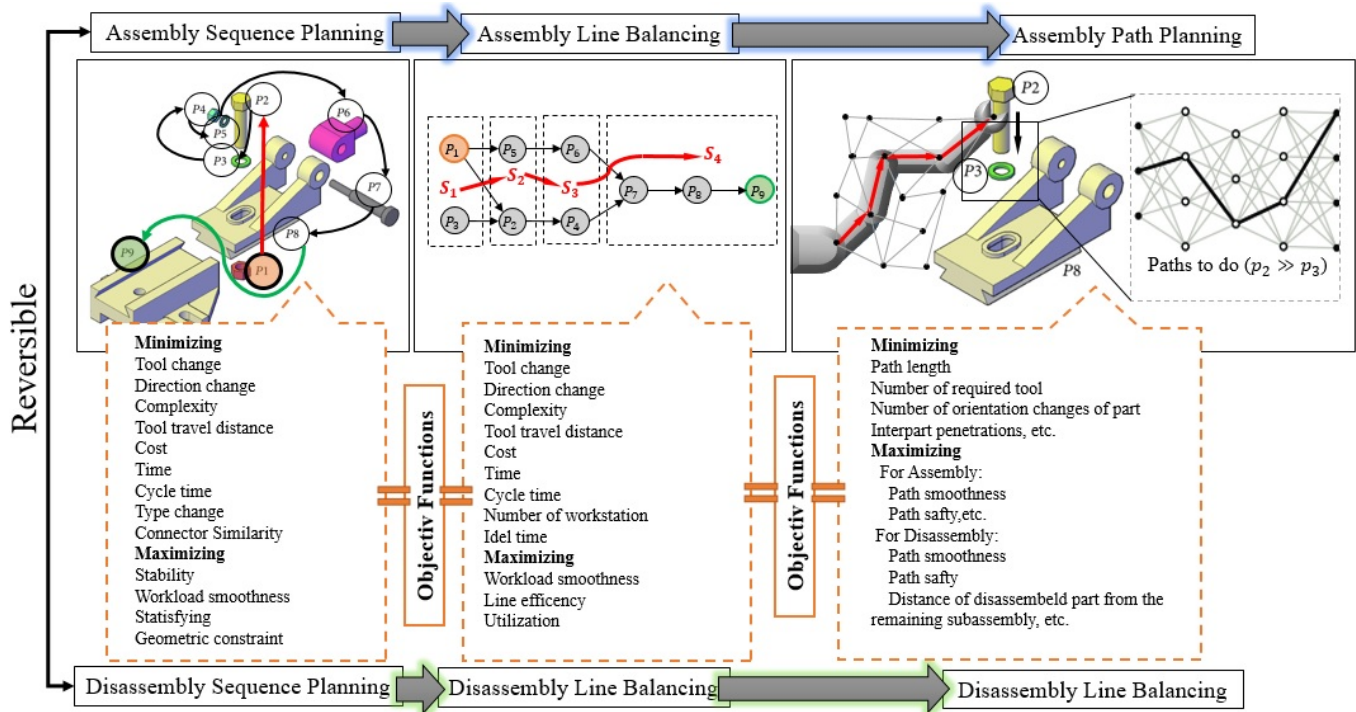 Assembly Sequence Planning
Assembly Line Balancing
Assembly Path Planning
Reversible
P4
P2
P5
P3
P6
P7
P8
P9
P1
P1
P5
P6
S1
S2
S3
S4
P7
P8
P9
P3
P2
P4
P2
P3
P8
Paths to do (p2 ≫ p3)
Minimizing
Tool change
Direction change
Complexity
Tool travel distance
Cost
Time
Cycle time
Type change
Connector Similarity
Maximizing
Stability
Workload smoothness
Statisfying
Geometric constraint
Objectiv Functions
Minimizing
Tool change
Direction change
Complexity
Tool travel distance
Cost
Time
Cycle time
Number of workstation
Idel time
Maximizing
Workload smoothness
Line efficency
Utilization
Objectiv Functions
Minimizing
Path length
Number of required tool
Number of orientation changes of part
Interpart penetrations, etc.
Maximizing
For Assembly:
Path smoothness
Path safty,etc.
For Disassembly:
Path smoothness
Path safty
Distance of disassembeld part from the
remaining subassembly, etc.
Disassembly Sequence Planning
Disassembly Line Balancing
Disassembly Line Balancing